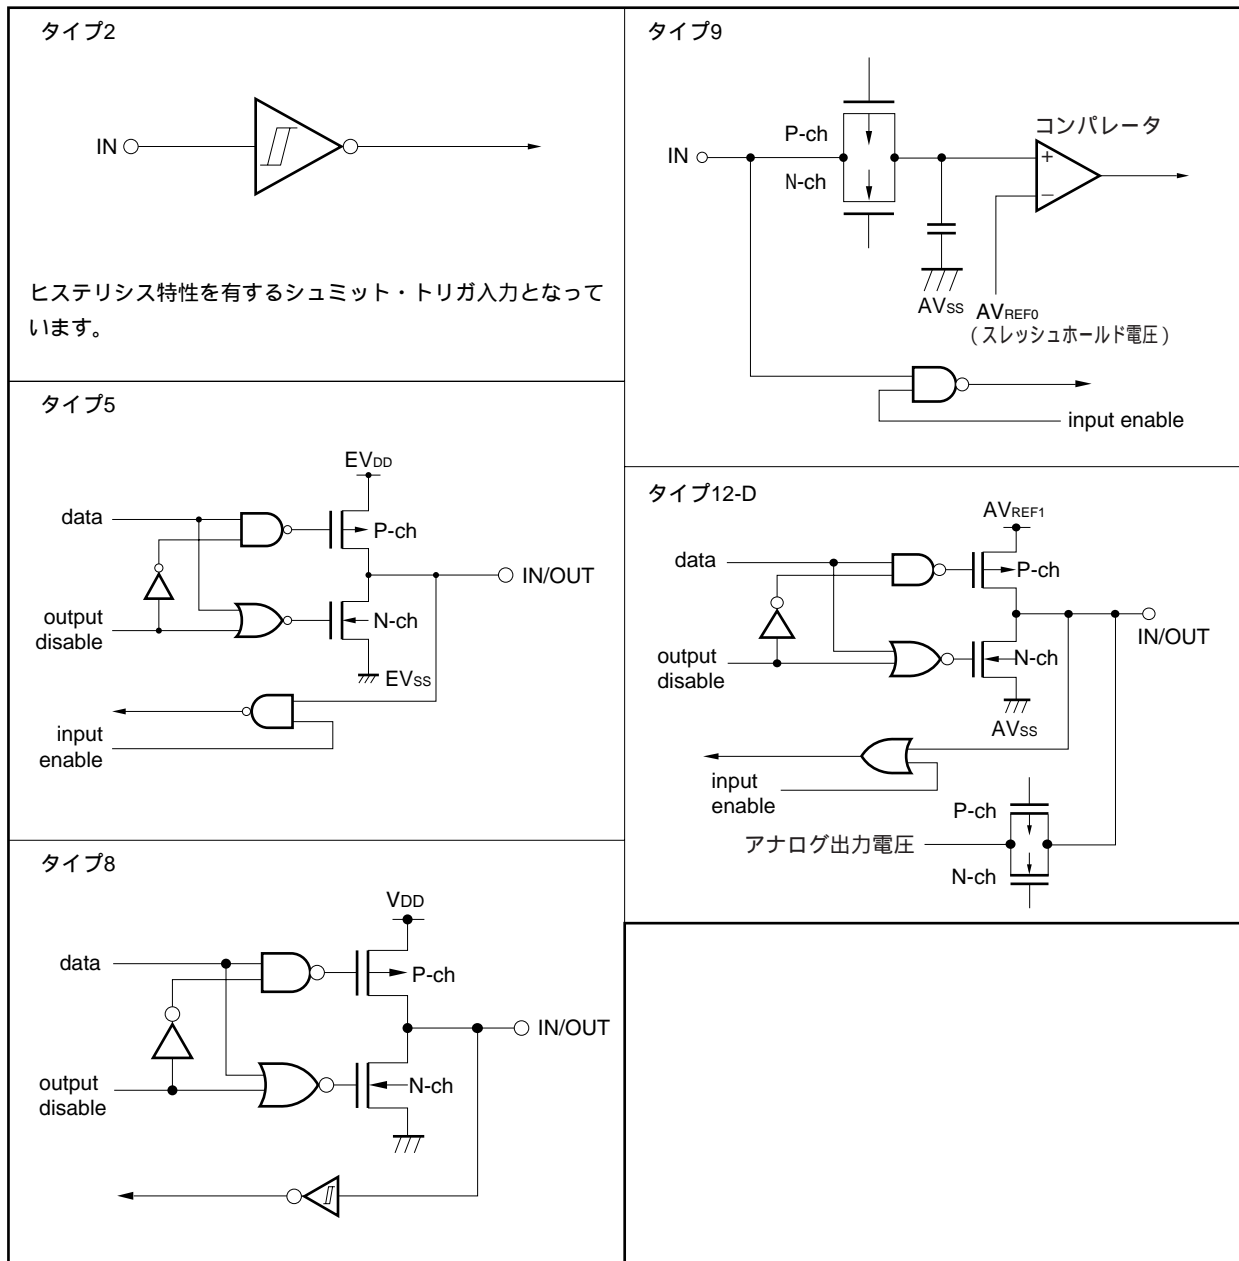 タイプ2
IN
ヒステリシス特性を有するシュミット・トリガ入力となって
います。
タイプ5
EVDD
data
P-ch
IN/OUT
output
disable
N-ch
EVSS
input
enable
タイプ8
VDD
data
P-ch
IN/OUT
output
disable
N-ch
タイプ9
P-ch
コンパレータ
IN
+
N-ch
−
AVSS
AVREF0
(スレッシュホールド電圧)
input enable
タイプ12-D
AVREF1
data
P-ch
IN/OUT
output
disable
N-ch
AVSS
input
enable
P-ch
アナログ出力電圧
N-ch